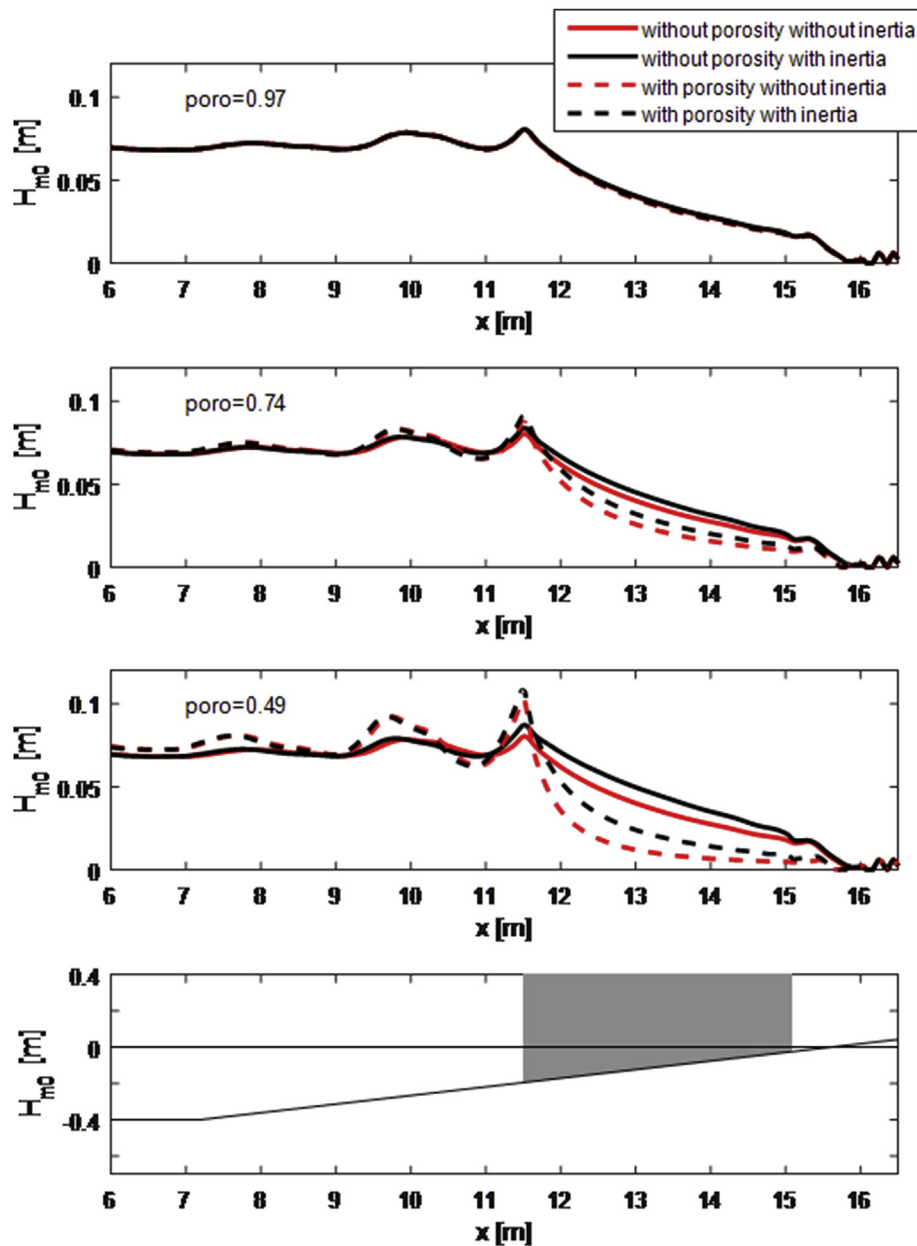 without porosity without inertia
without porosity with inertia
with porosity without inertia
with porosity with inertia
poro=0.97
0.1
0.05
0
Hm0 [m]
6 7 8 9 10 11 12 13 14 15 16
x [m]
poro=0.74
0.1
0.05
0
Hm0 [m]
6 7 8 9 10 11 12 13 14 15 16
x [m]
poro=0.49
0.1
0.05
0
Hm0 [m]
6 7 8 9 10 11 12 13 14 15 16
x [m]
0.4
0
-0.4
Hm0 [m]
6 7 8 9 10 11 12 13 14 15 16
x [m]